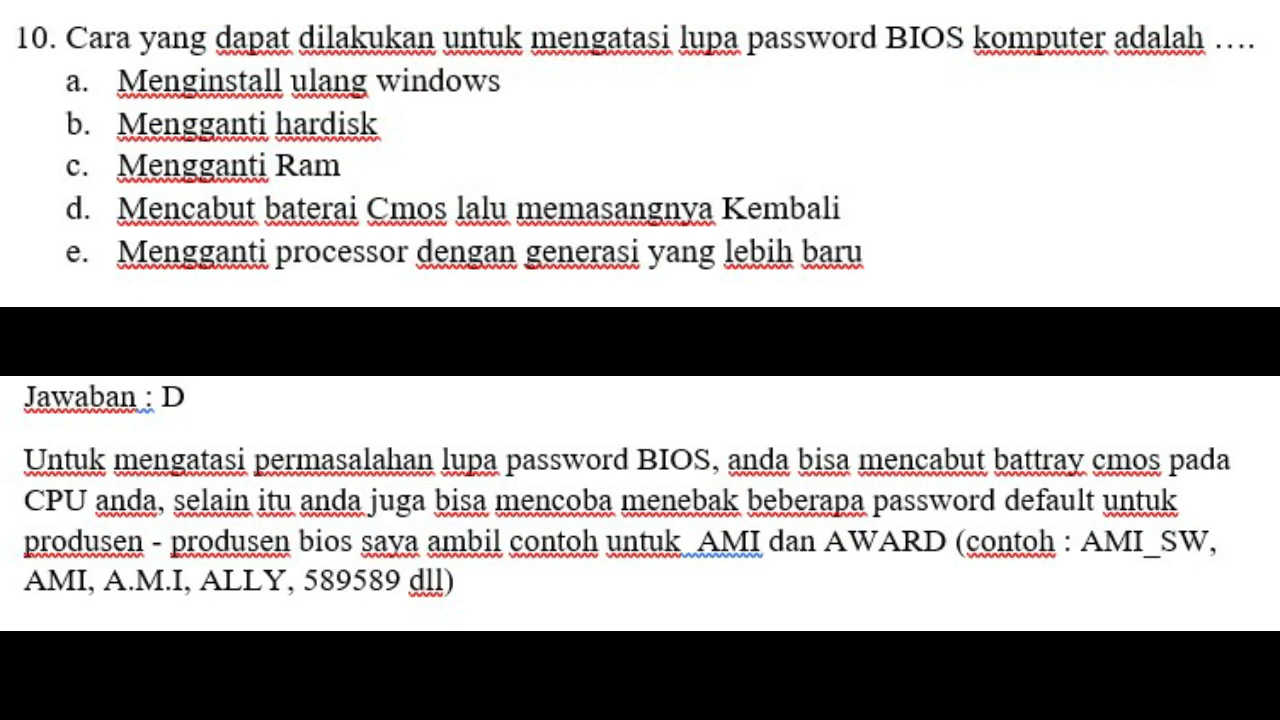 10. Cara yang dapat dilakukan untuk mengatasi lupa password BIOS komputer adalah ….
a. Menginstall ulang windows
b. Mengganti hardisk
c. Mengganti Ram
d. Mencabut baterai Cmos lalu memasangnya Kembali
e. Mengganti processor dengan generasi yang lebih baru
Jawaban : D
Untuk mengatasi permasalahan lupa password BIOS, anda bisa mencabut battray cmos pada
CPU anda, selain itu anda juga bisa mencoba menebak beberapa password default untuk
produsen - produsen bios saya ambil contoh untuk  AMI dan AWARD (contoh : AMI_SW,
AMI, A.M.I, ALLY, 589589 dll)